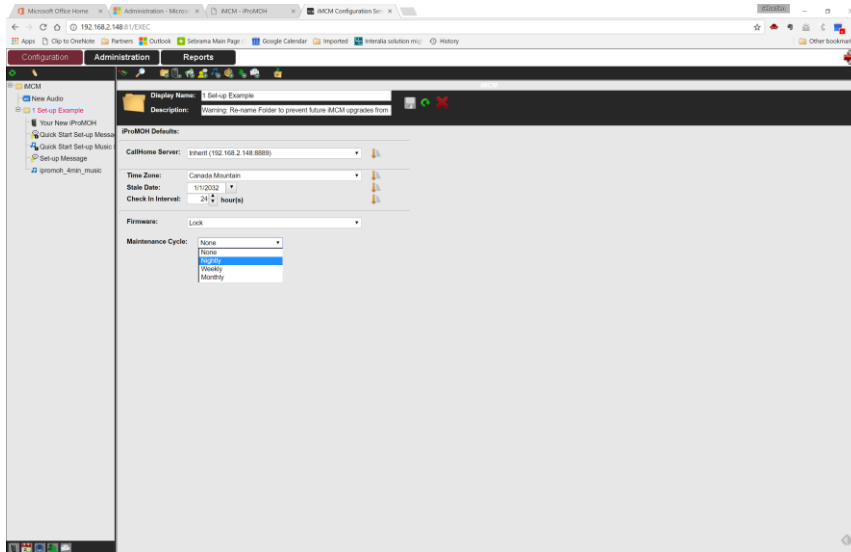 Microsoft Office Home
Administration - Micros
iMCM - iProMOH
iMCM Configuration Ser
192.168.2.148:81/EXEC
Apps
Clip to OneNote
Partners
Outlook
Sebrama Main Page
Google Calendar
Imported
Interalia solution mig
History
Other bookmar
Configuration
Administration
Reports
iMCM
New Audio
1 Set-up Example
Your New iProMOH
Quick Start Set-up Messa
Quick Start Set-up Music
Set-up Message
ipromoh_4min_music
Display Name: 1 Set-up Example
Description: Warning; Re-name Folder to prevent future iMCM upgrades from
iProMOH Defaults:
CallHome Server: Inherit (192.168.2.148:8889)
Time Zone: Canada.Mountain
Stale Date: 1/1/2032
Check In Interval: 24 hour(s)
Firmware: Lock
Maintenance Cycle: None
None
Nightly
Weekly
Monthly